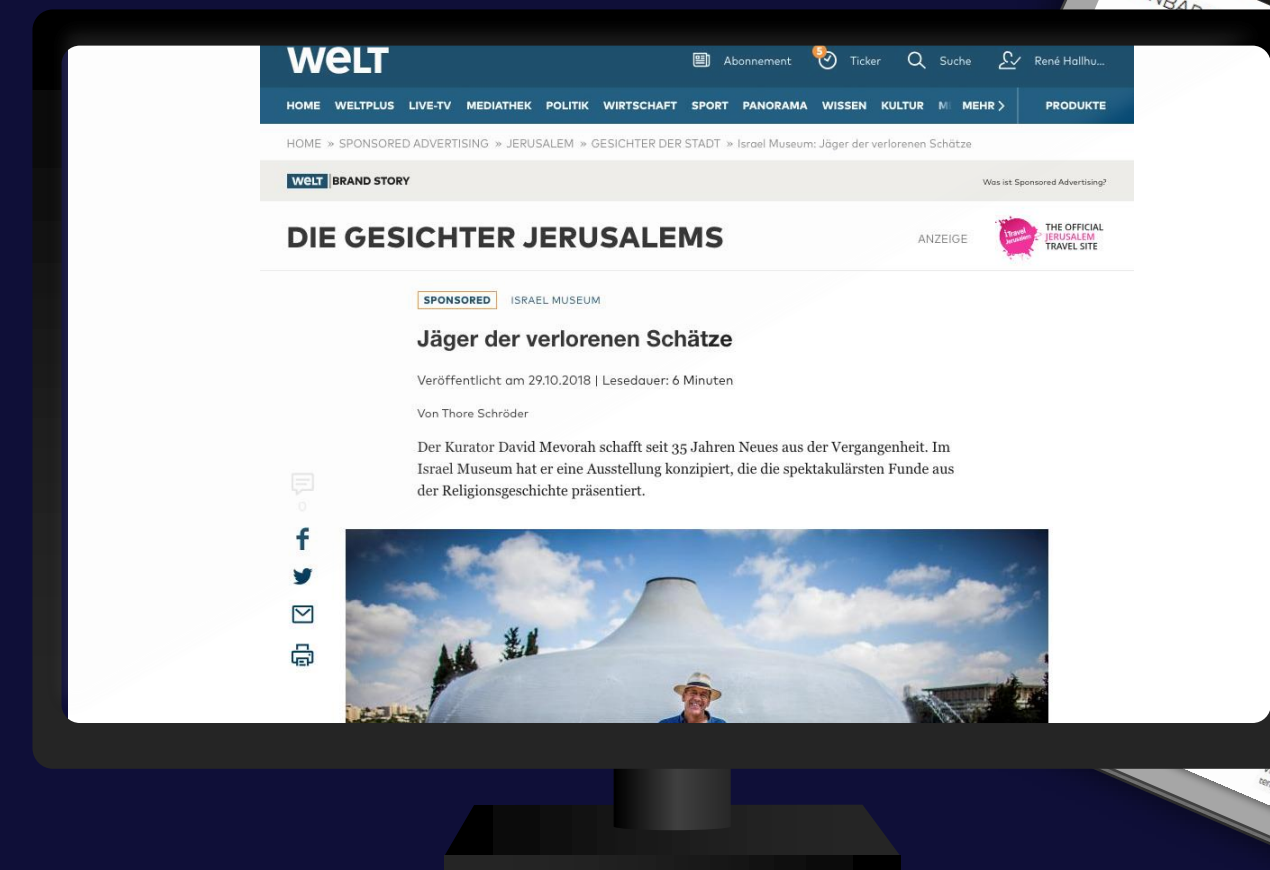 WELT
5
Abonnement Ticker Suche René Hallhu...
HOME WELTPLUS LIVE-TV MEDIATHEK POLITIK WIRTSCHAFT SPORT PANORAMA WISSEN KULTUR MEHR PRODUKTE
HOME » SPONSORED ADVERTISING » JERUSALEM » GESICHTER DER STADT » Israel Museum: Jäger der verlorenen Schätze
WELT BRAND STORY Was ist Sponsored Advertising?
DIE GESICHTER JERUSALEMS ANZEIGE
iTravel Jerusalem
THE OFFICIAL
JERUSALEM
TRAVEL SITE
SPONSORED ISRAEL MUSEUM
Jäger der verlorenen Schätze
Veröffentlicht am 29.10.2018 | Lesedauer: 6 Minuten
Von Thore Schröder
Der Kurator David Mevorah schafft seit 35 Jahren Neues aus der Vergangenheit. Im
Israel Museum hat er eine Ausstellung konzipiert, die die spektakulärsten Funde aus
der Religionsgeschichte präsentiert.
0